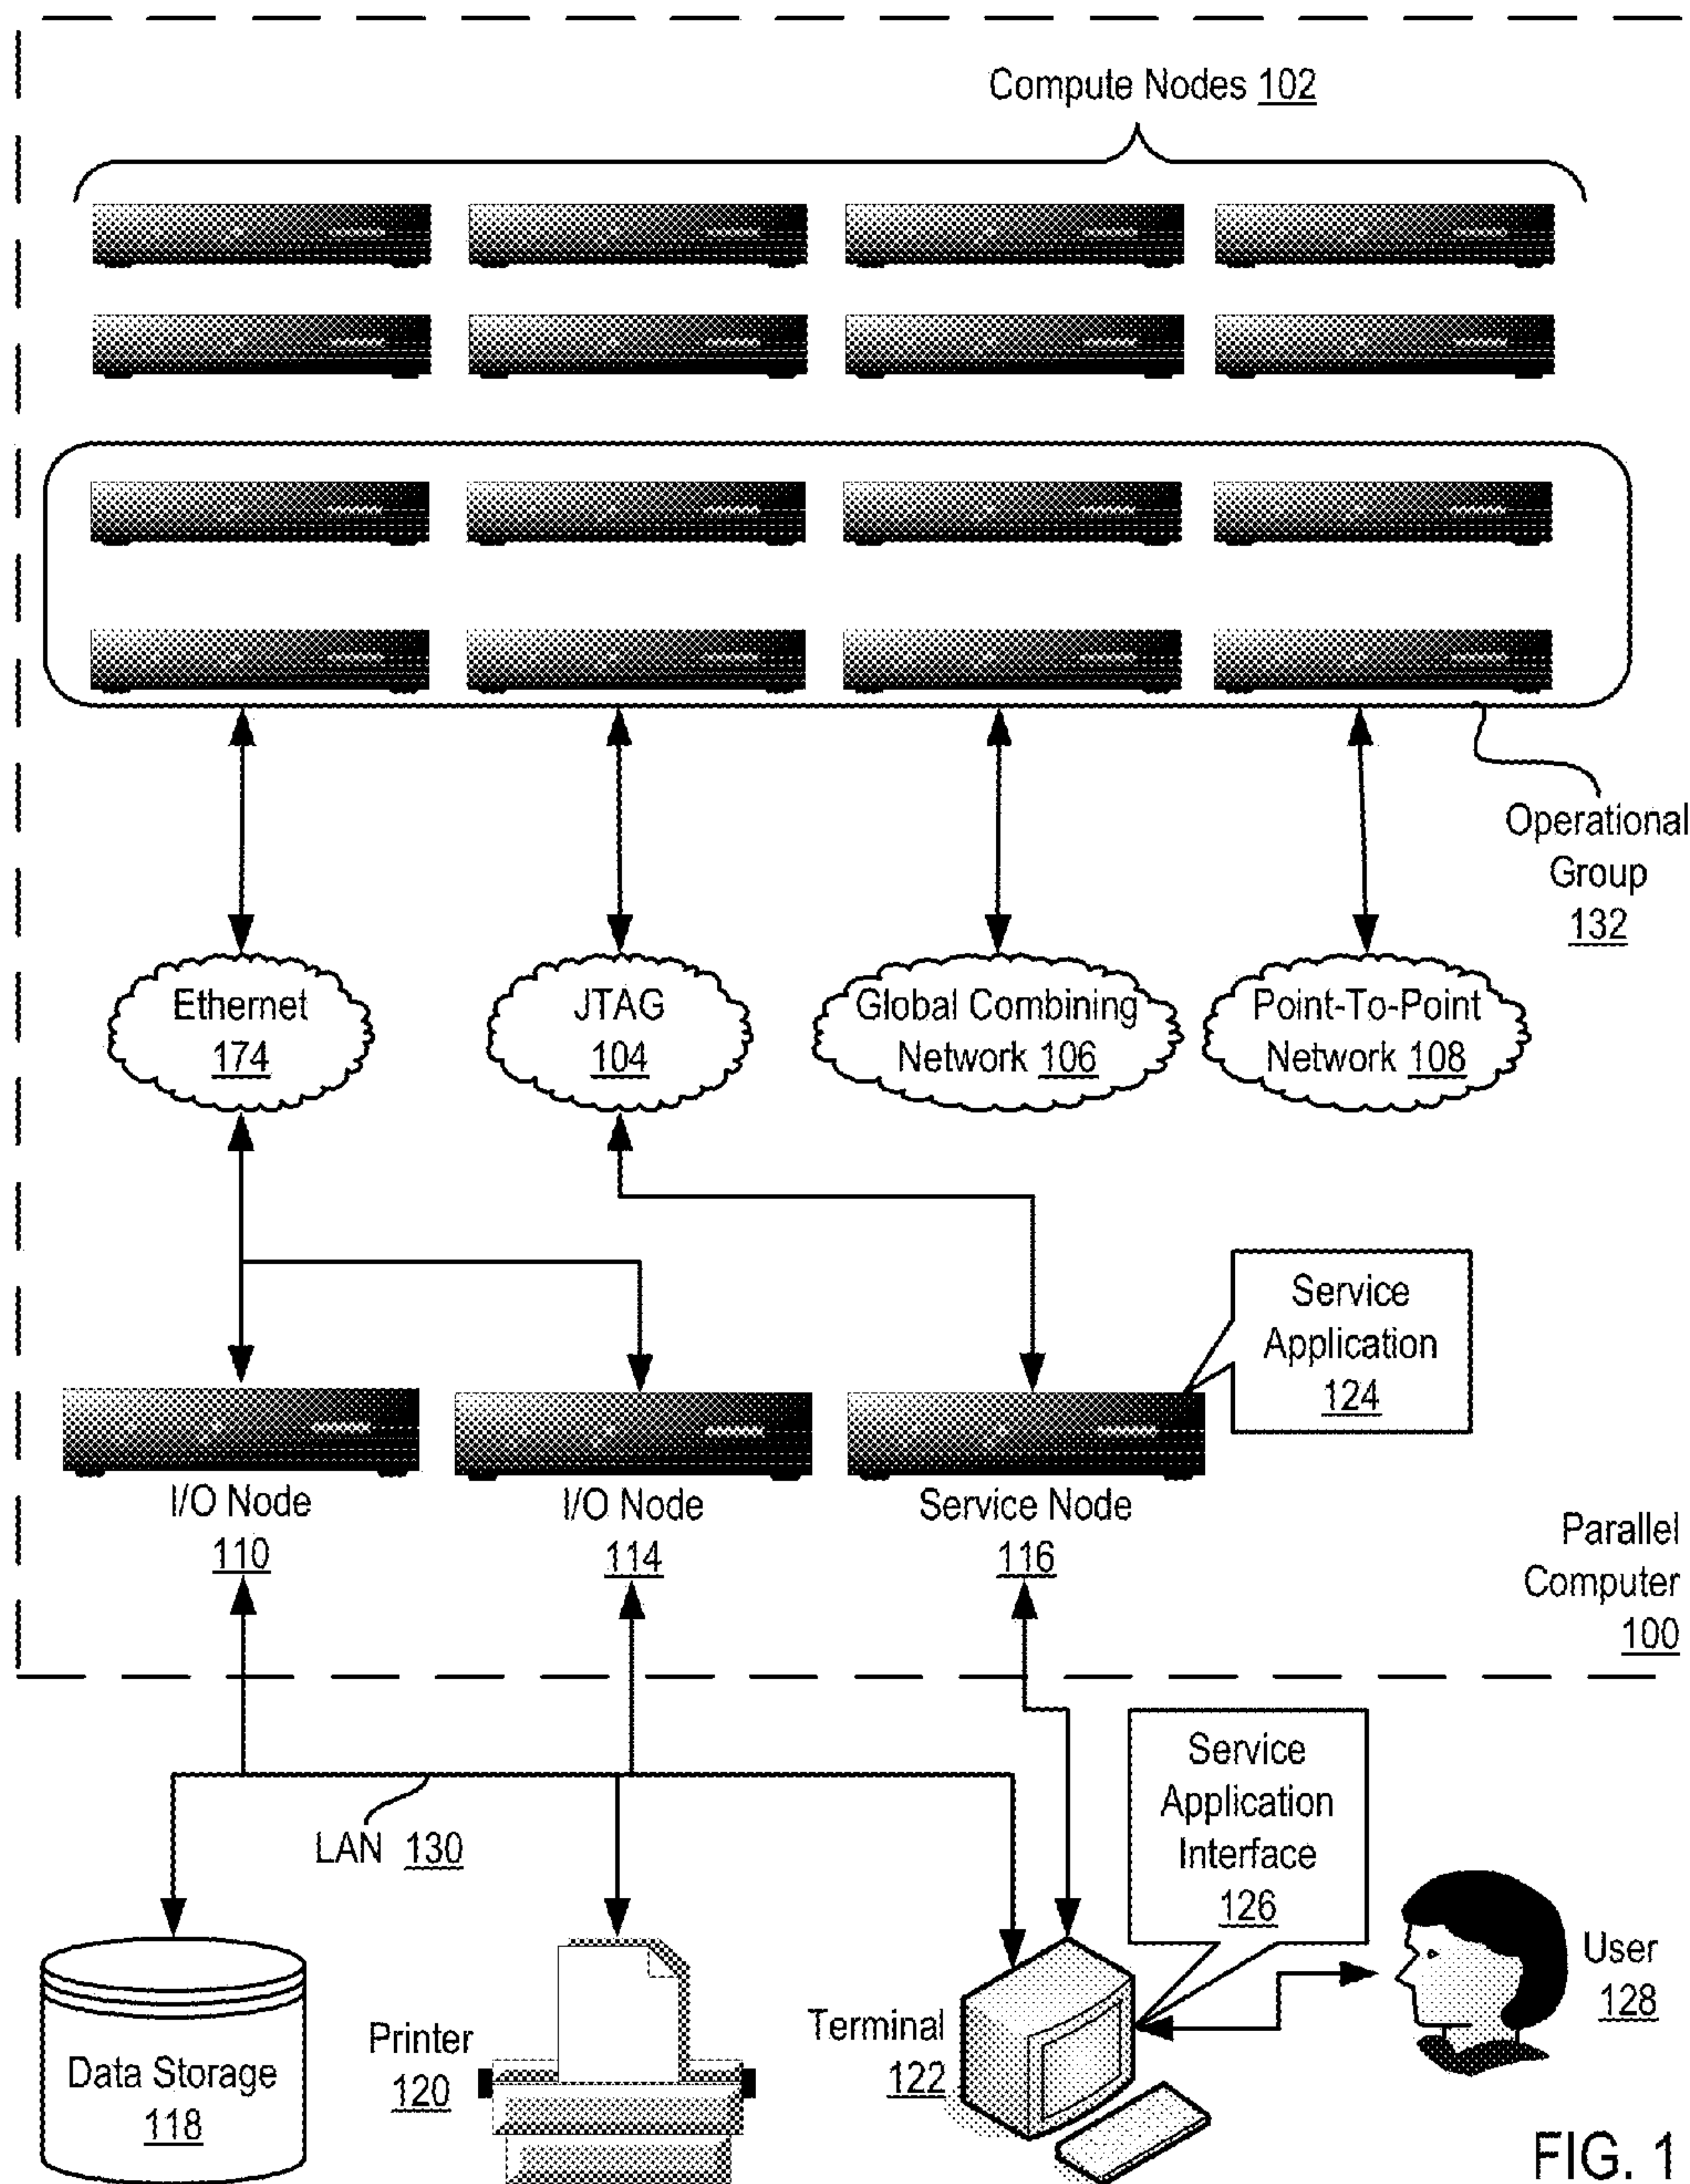 Compute Nodes 102
Operational
Group
132
Ethernet
174
JTAG
104
Global Combining
Network 106
Point-To-Point
Network 108
Service
Application
124
I/O Node
110
I/O Node
114
Service Node
116
Parallel
Computer
100
Service
Application
Interface
126
LAN 130
User
128
Printer
120
Terminal
122
Data Storage
118
FIG. 1